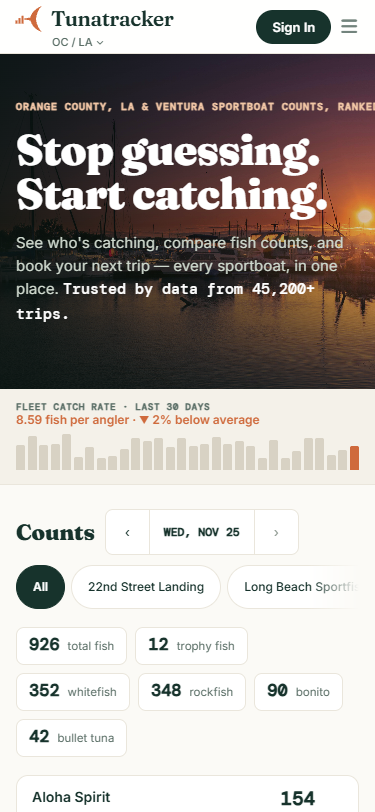 Tunatracker
Sign In
OC / LA
ORANGE COUNTY, LA & VENTURA SPORTBOAT COUNTS, RANKE
Stop guessing.
Start catching.
See who's catching, compare fish counts, and
book your next trip — every sportboat, in one
place. Trusted by data from 45,200+
trips.
FLEET CATCH RATE · LAST 30 DAYS
8.59 fish per angler · ▼ 2% below average
Counts
‹ WED, NOV 25 ›
All 22nd Street Landing Long Beach Sportfis
926 total fish 12 trophy fish
352 whitefish 348 rockfish 90 bonito
42 bullet tuna
Aloha Spirit 154